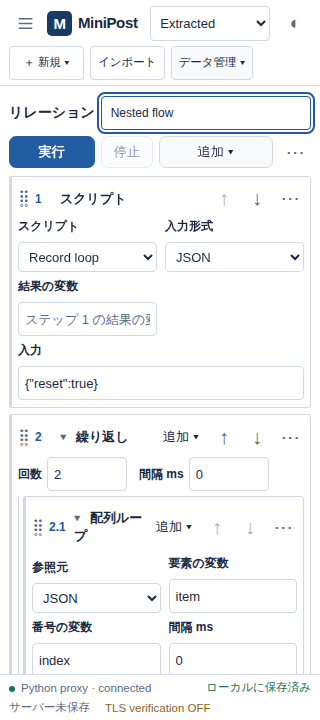 M MiniPost Extracted
＋ 新規 ▾ インポート データ管理 ▾
リレーション Nested flow
実行 停止 追加 ▾ ···
1 スクリプト ↑ ↓ ···
スクリプト 入力形式
Record loop JSON
結果の変数
ステップ 1 の結果の変
入力
{"reset":true}
2 ▾ 繰り返し 追加 ▾ ↑ ↓ ···
回数 2 間隔 ms 0
2.1 ▾ 配列ルー
プ 追加 ▾ ↑ ↓ ···
参照元 要素の変数
JSON item
番号の変数 間隔 ms
index 0
Python proxy · connected ローカルに保存済み
サーバー未保存 TLS verification OFF